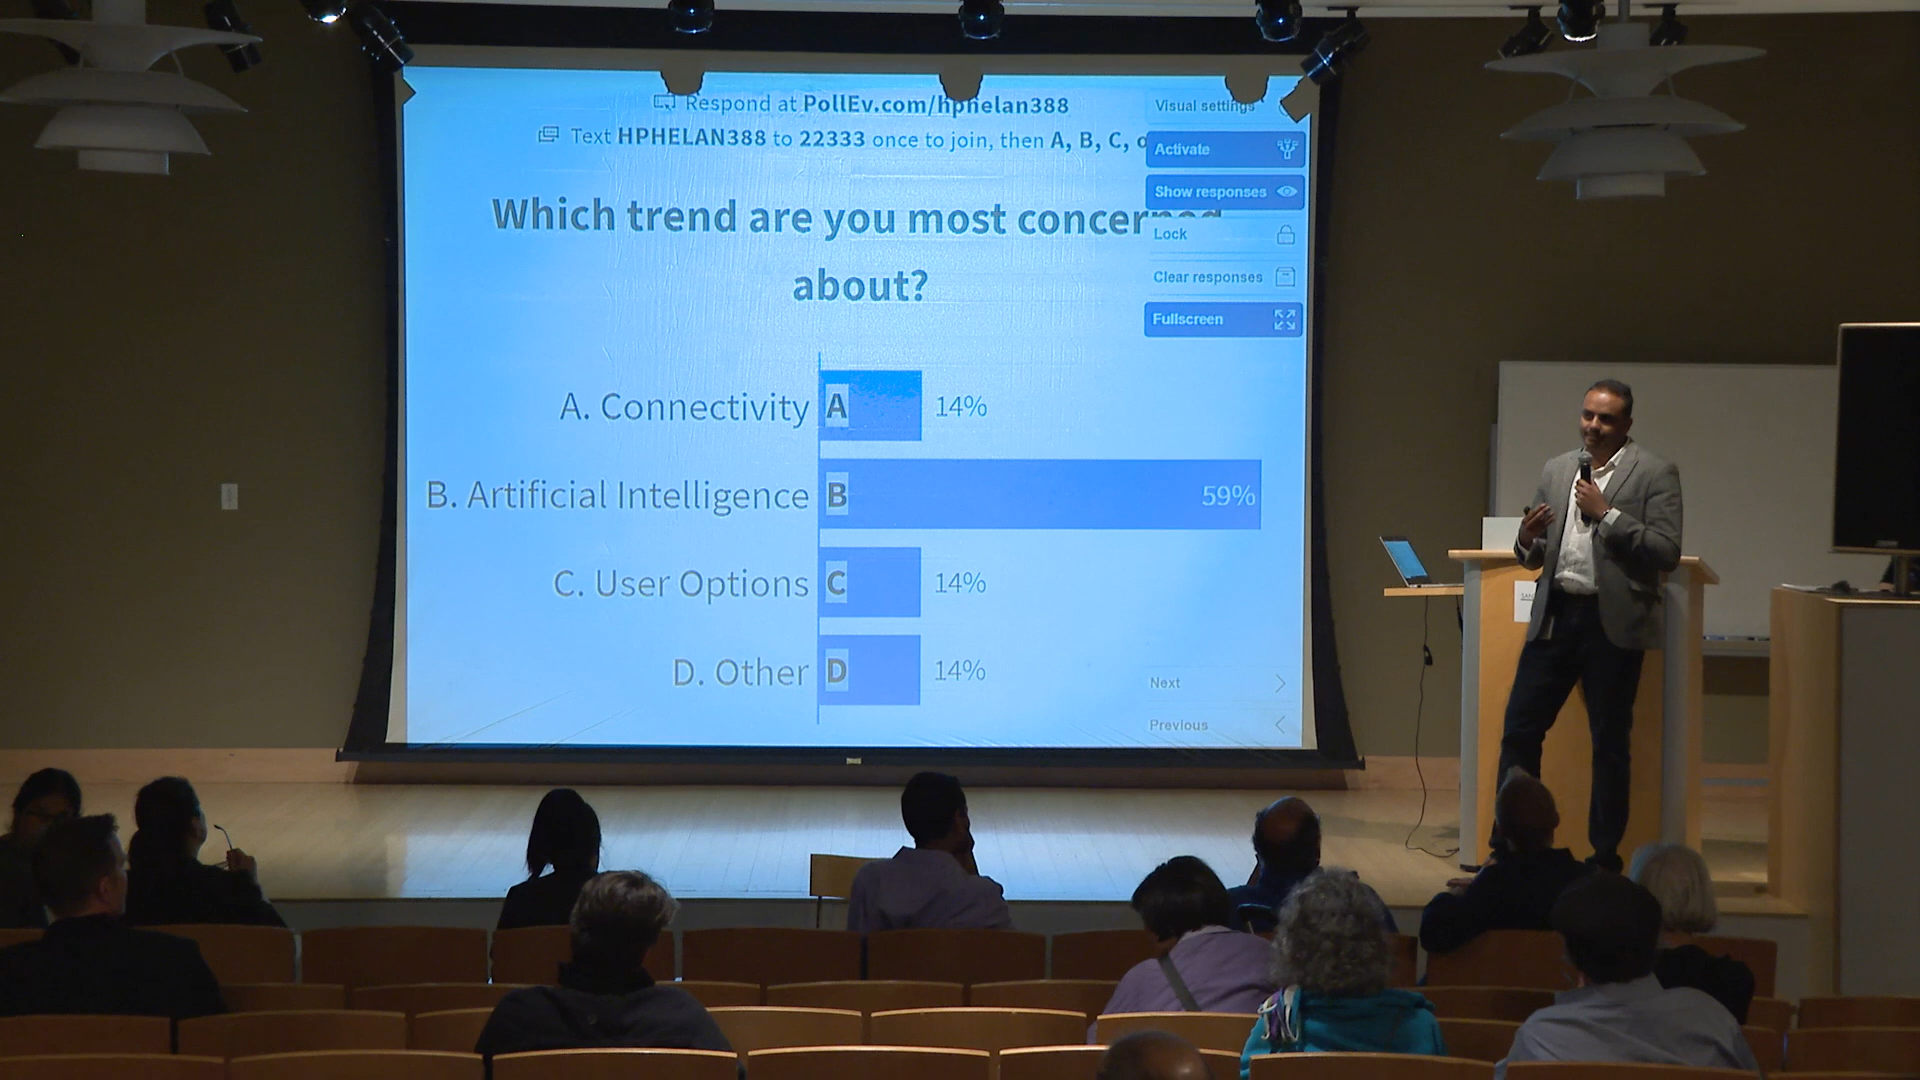 Respond at PollEv.com/hphelan388
Text HPHELAN388 to 22333 once to join, then A, B, C, o
Visual settings
Activate
Show responses
Lock
Clear responses
Fullscreen
Which trend are you most concerned
about?
A. Connectivity A 14%
B. Artificial Intelligence B 59%
C. User Options C 14%
D. Other D 14%
Next
Previous